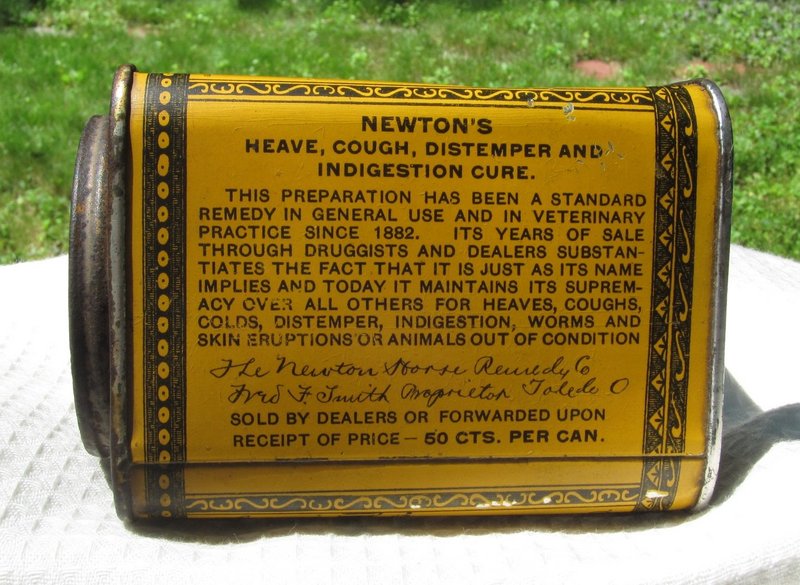 NEWTON'S
HEAVE, COUGH, DISTEMPER AND
INDIGESTION CURE.
THIS PREPARATION HAS BEEN A STANDARD
REMEDY IN GENERAL USE AND IN VETERINARY
PRACTICE SINCE 1882. ITS YEARS OF SALE
THROUGH DRUGGISTS AND DEALERS SUBSTAN-
TIATES THE FACT THAT IT IS JUST AS ITS NAME
IMPLIES AND TODAY IT MAINTAINS ITS SUPREM-
ACY OVER ALL OTHERS FOR HEAVES, COUGHS,
COLDS, DISTEMPER, INDIGESTION, WORMS AND
SKIN ERUPTIONS OR ANIMALS OUT OF CONDITION
The Newton Horse Remedy Co
Fred F. Smith Proprietor Toledo O
SOLD BY DEALERS OR FORWARDED UPON
RECEIPT OF PRICE – 50 CTS. PER CAN.